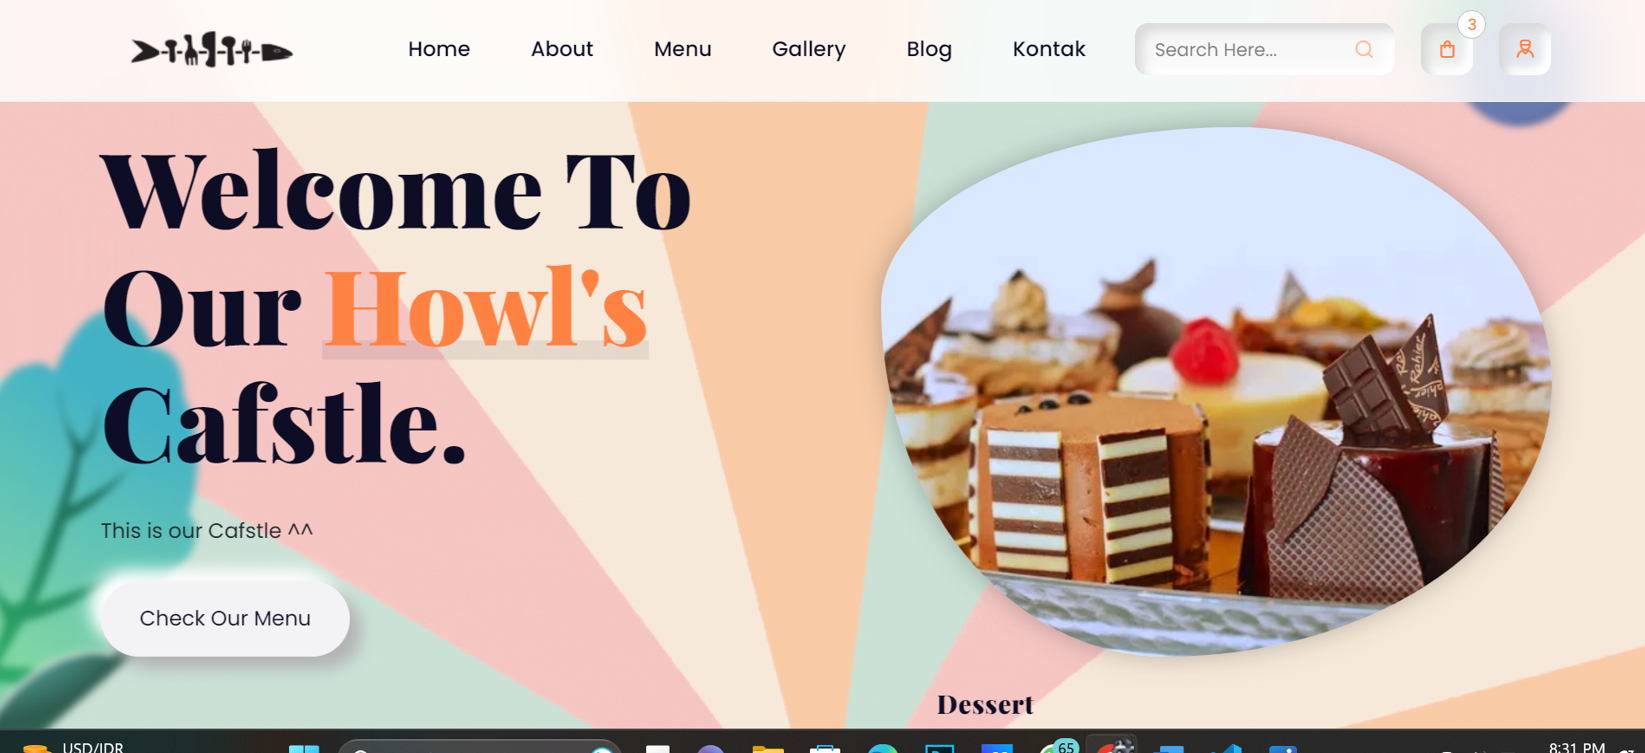 Home About Menu Gallery Blog Kontak Search Here... 3
Welcome To
Our Howl's
Cafstle.
This is our Cafstle ^^
Check Our Menu
Dessert
USD/IDR 65 8:31 PM